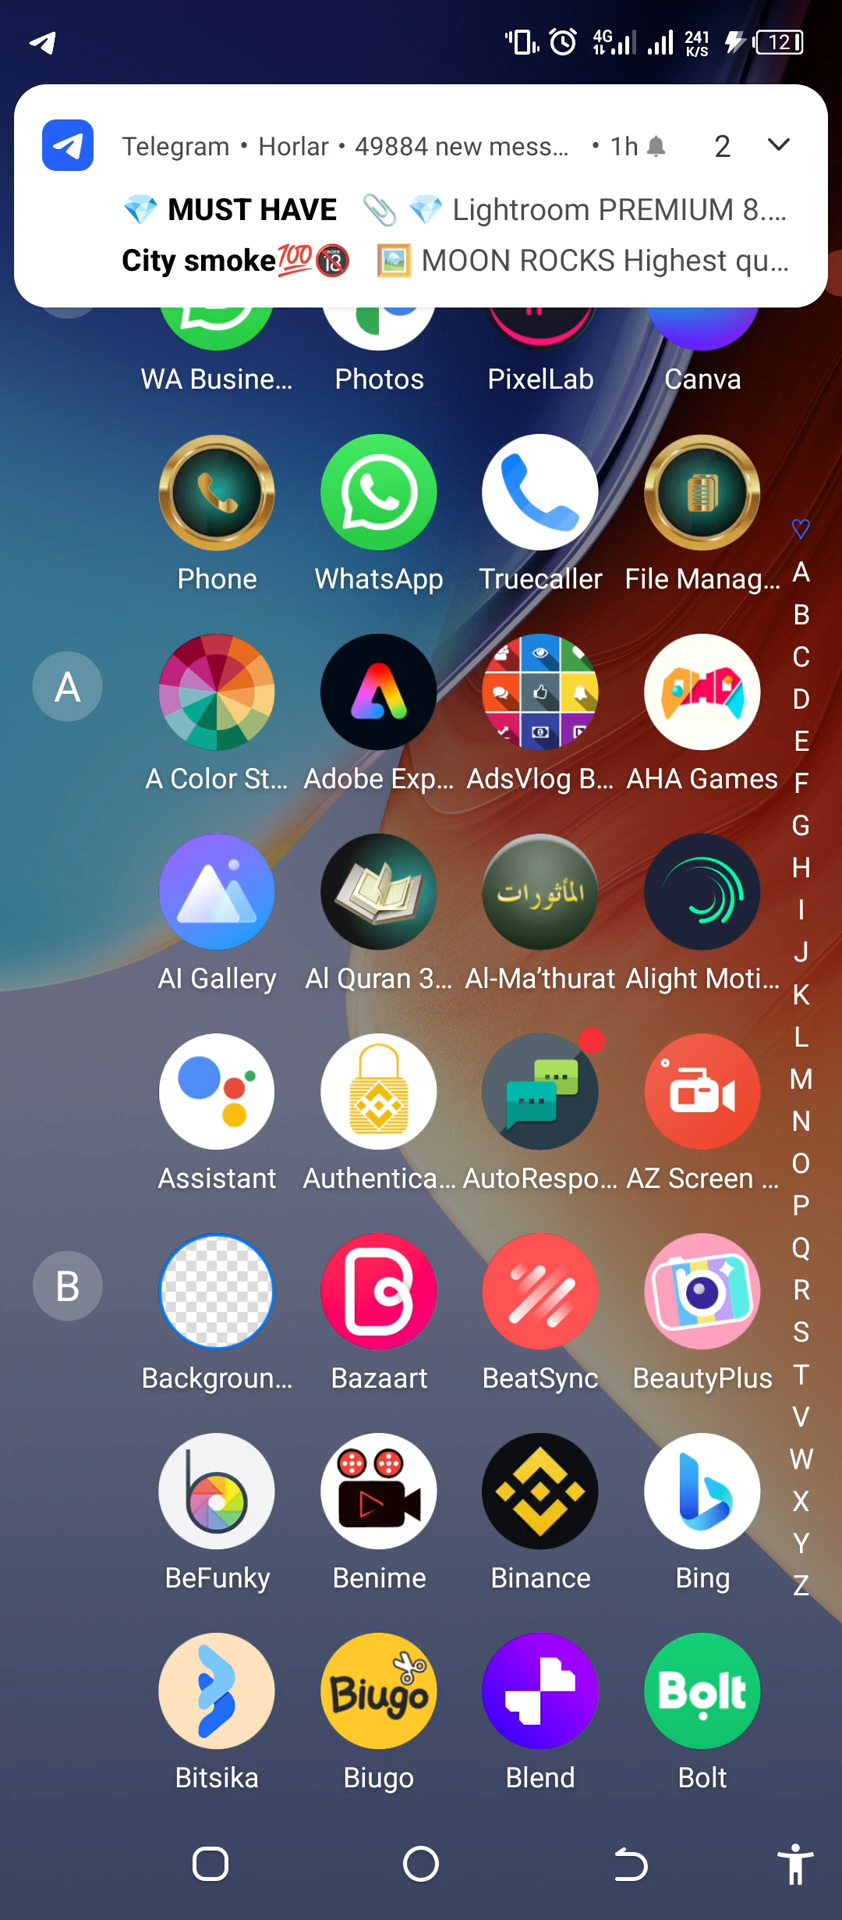 4G 241 K/S 12
Telegram • Horlar • 49884 new mess... • 1h 2
MUST HAVE Lightroom PREMIUM 8....
City smoke💯🔞 MOON ROCKS Highest qu...
WA Busine... Photos PixelLab Canva
Phone WhatsApp Truecaller File Manag...
A
A Color St... Adobe Exp... AdsVlog B... AHA Games
المأثورات
AI Gallery Al Quran 3... Al-Ma’thurat Alight Moti...
Assistant Authentica... AutoRespo... AZ Screen ...
B
Backgroun... Bazaart BeatSync BeautyPlus
BeFunky Benime Binance Bing
Biugo Bolt
Bitsika Biugo Blend Bolt
A
B
C
D
E
F
G
H
I
J
K
L
M
N
O
P
Q
R
S
T
V
W
X
Y
Z